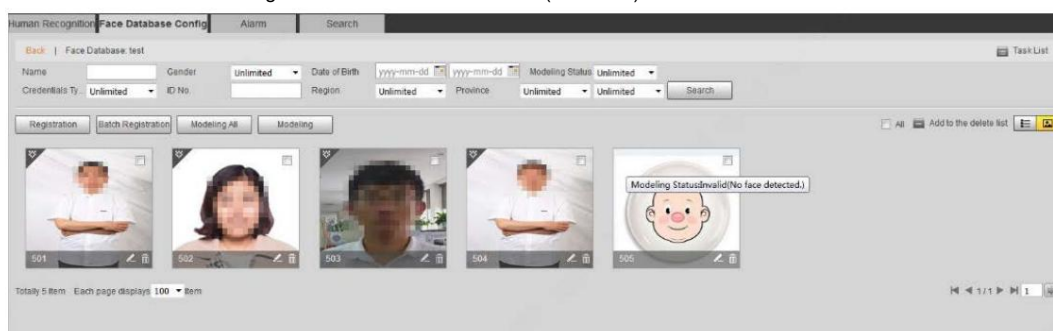 Human Recognition Face Database Config Alarm Search
Back | Face Database: test Task List
Name Gender Unlimited Date of Birth yyyy-mm-dd yyyy-mm-dd Modeling Status Unlimited
Credentials Ty... Unlimited ID No. Region Unlimited Province Unlimited Unlimited Search
Registration Batch Registration Modeling All Modeling All Add to the delete list
Modeling Status:Invalid(No face detected.)
501 502 503 504 505
Totally 5 Item Each page displays 100 Item 1/1 1